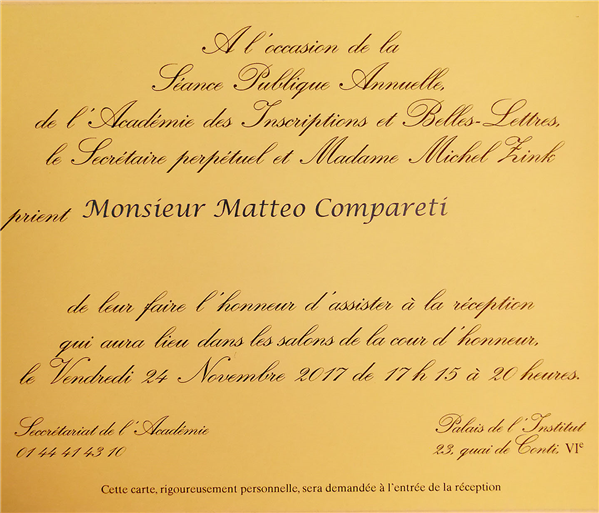 A l'occasion de la
Séance Publique Annuelle,
de l'Académie des Inscriptions et Belles-Lettres,
le Secrétaire perpétuel et Madame Michel Zink
prient Monsieur Matteo Compareti
de leur faire l'honneur d'assister à la réception
qui aura lieu dans les salons de la cour d'honneur,
le Vendredi 24 Novembre 2017 de 17 h 15 à 20 heures.
Secrétariat de l'Académie
01 44 41 43 10
Palais de l'Institut
23, quai de Conti, VIe
Cette carte, rigoureusement personnelle, sera demandée à l'entrée de la réception